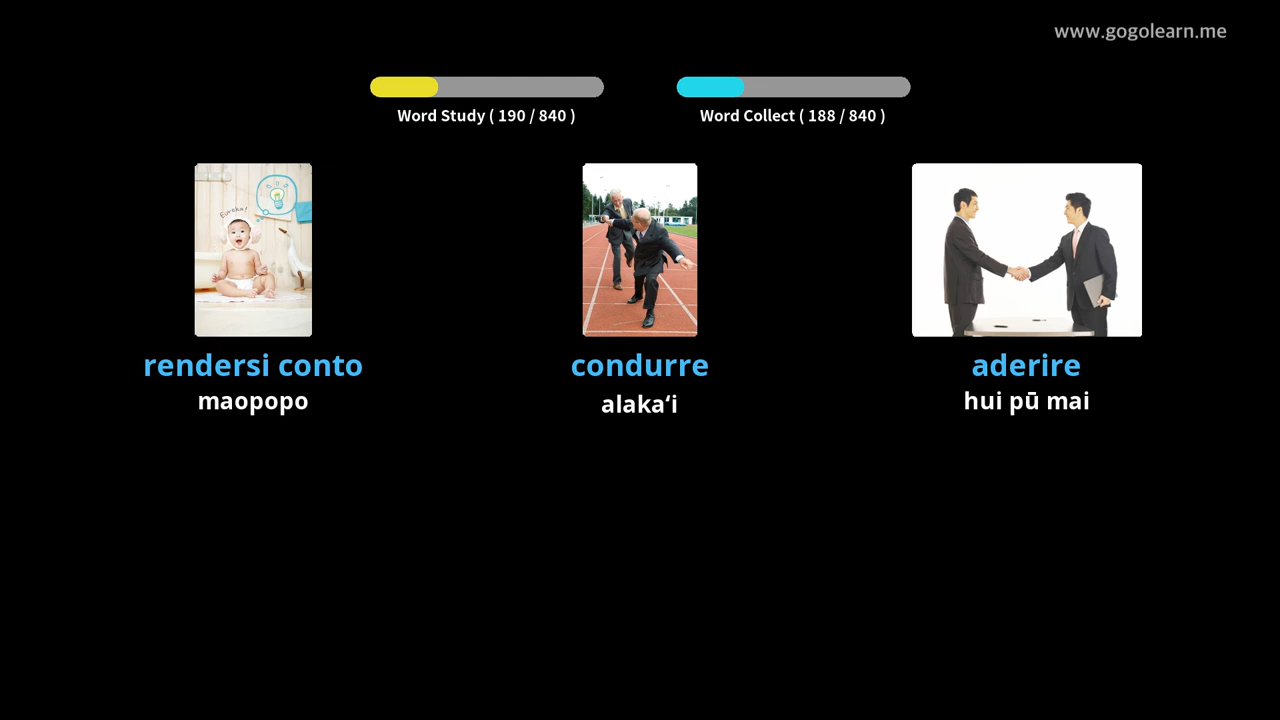 www.gogolearn.me
Word Study ( 190 / 840 )
Word Collect ( 188 / 840 )
Eureka!
rendersi conto
maopopo
condurre
alakaʻi
aderire
hui pū mai